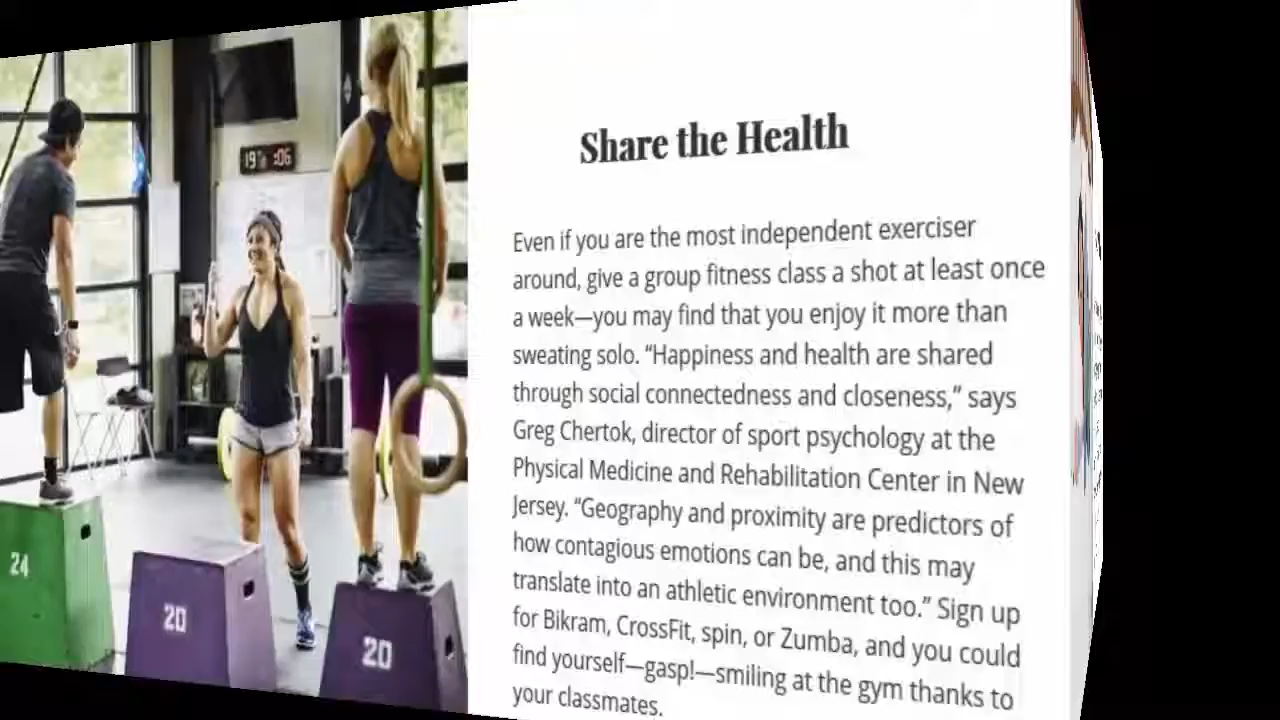 Share the Health
Even if you are the most independent exerciser
around, give a group fitness class a shot at least once
a week—you may find that you enjoy it more than
sweating solo. “Happiness and health are shared
through social connectedness and closeness,” says
Greg Chertok, director of sport psychology at the
Physical Medicine and Rehabilitation Center in New
Jersey. “Geography and proximity are predictors of
how contagious emotions can be, and this may
translate into an athletic environment too.” Sign up
for Bikram, CrossFit, spin, or Zumba, and you could
find yourself—gasp!—smiling at the gym thanks to
your classmates.
24
20
20